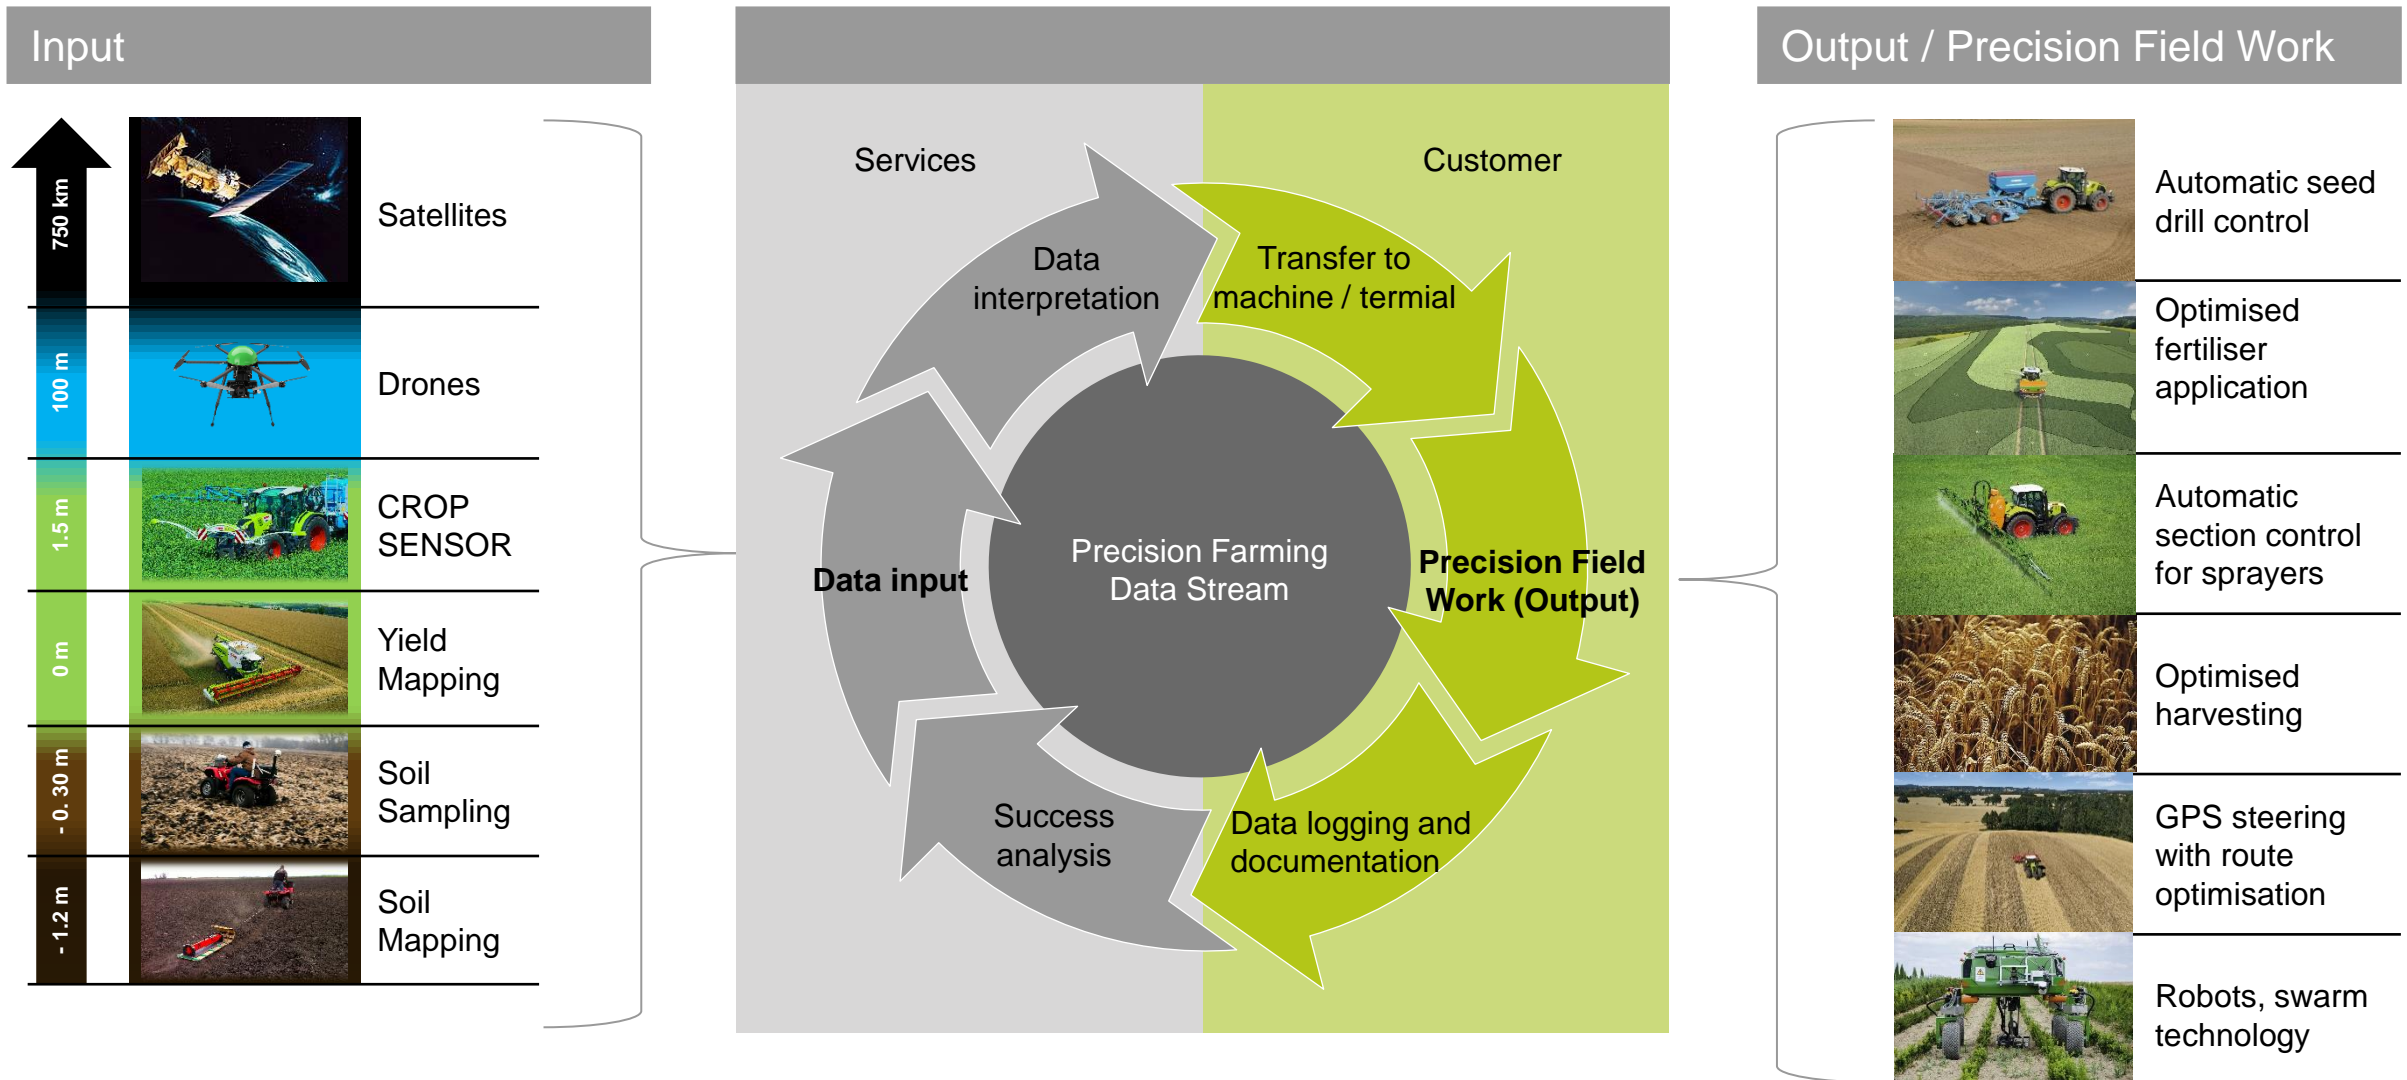 Input
750 km
Satellites
100 m
Drones
1.5 m
CROP
SENSOR
0 m
Yield
Mapping
- 0. 30 m
Soil
Sampling
- 1.2 m
Soil
Mapping
Services
Customer
Data
interpretation
Transfer to
machine / termial
Data input
Precision Farming
Data Stream
Precision Field
Work (Output)
Success
analysis
Data logging and
documentation
Output / Precision Field Work
Automatic seed
drill control
Optimised
fertiliser
application
Automatic
section control
for sprayers
Optimised
harvesting
GPS steering
with route
optimisation
Robots, swarm
technology